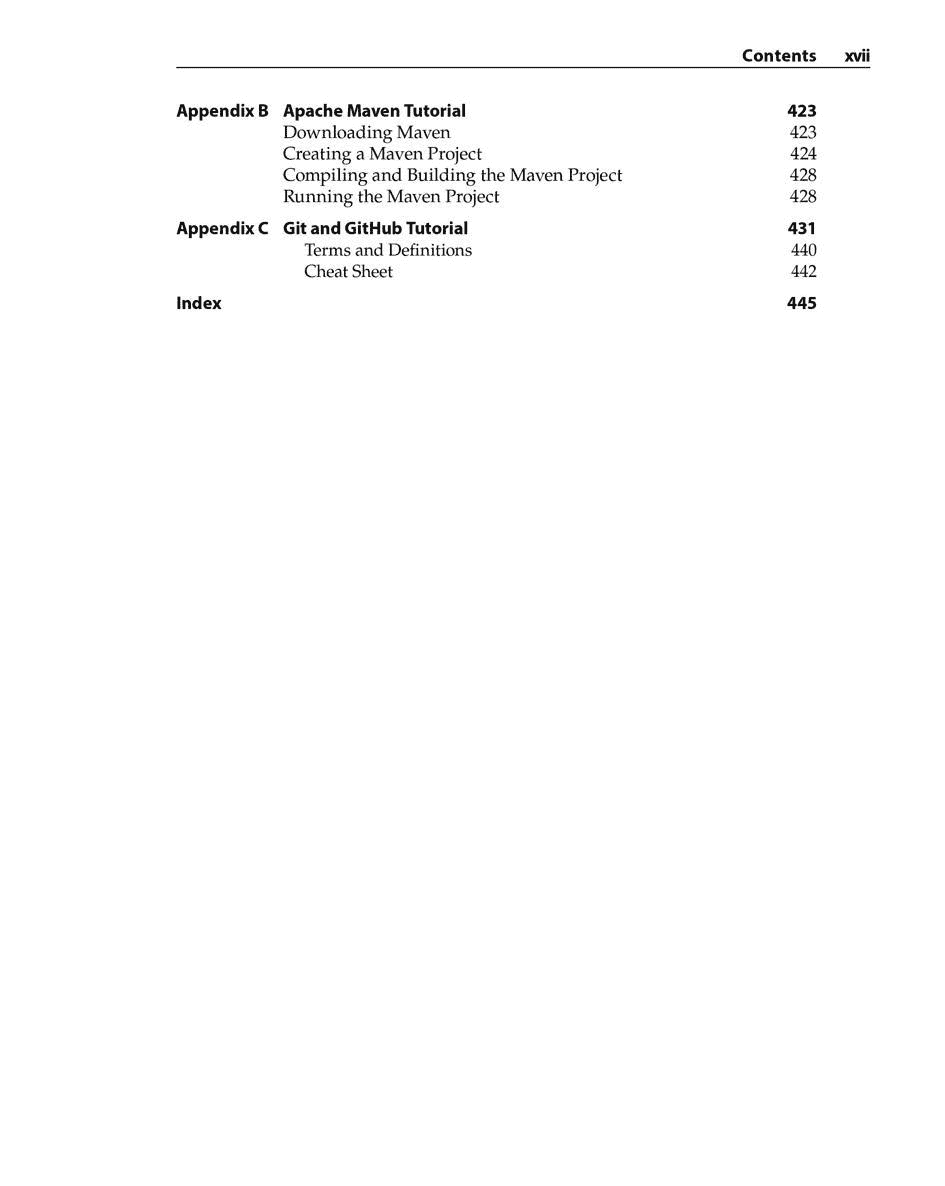 Contents xvii
Appendix B Apache Maven Tutorial 423
Downloading Maven 423
Creating a Maven Project 424
Compiling and Building the Maven Project 428
Running the Maven Project 428
Appendix C Git and GitHub Tutorial 431
Terms and Definitions 440
Cheat Sheet 442
Index 445